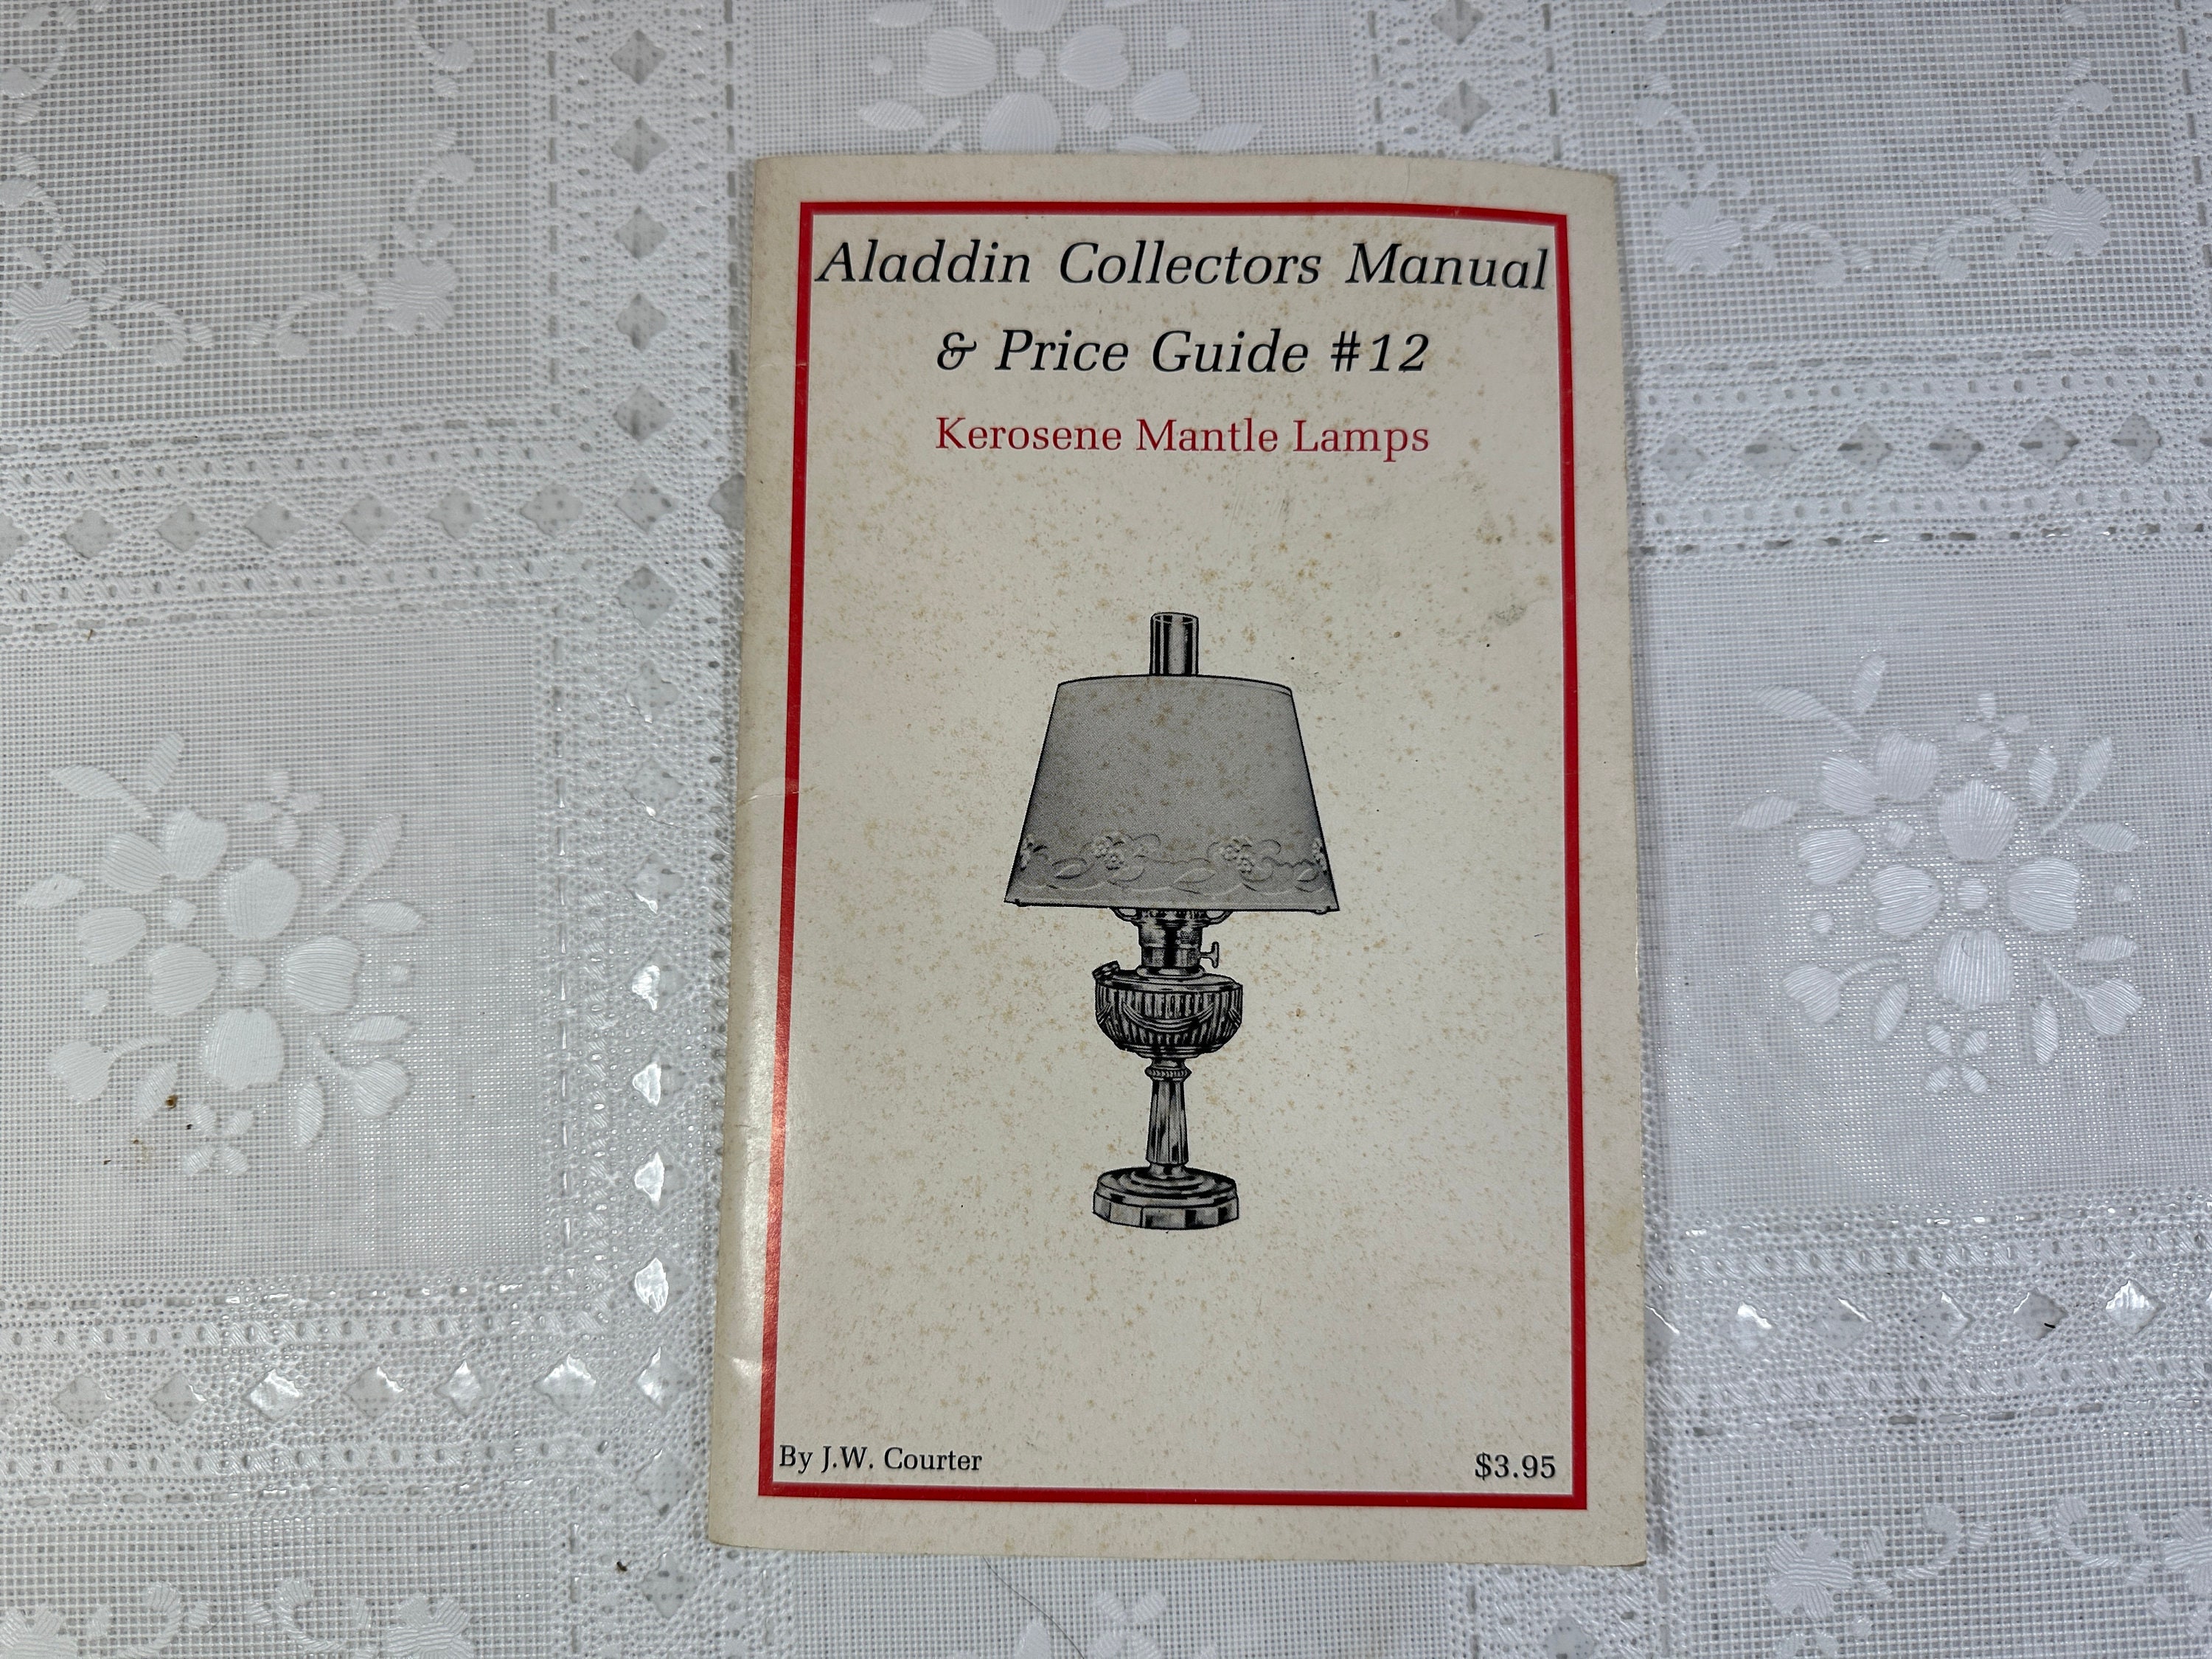 Aladdin Collectors Manual
& Price Guide #12
Kerosene Mantle Lamps
By J.W. Courter
$3.95